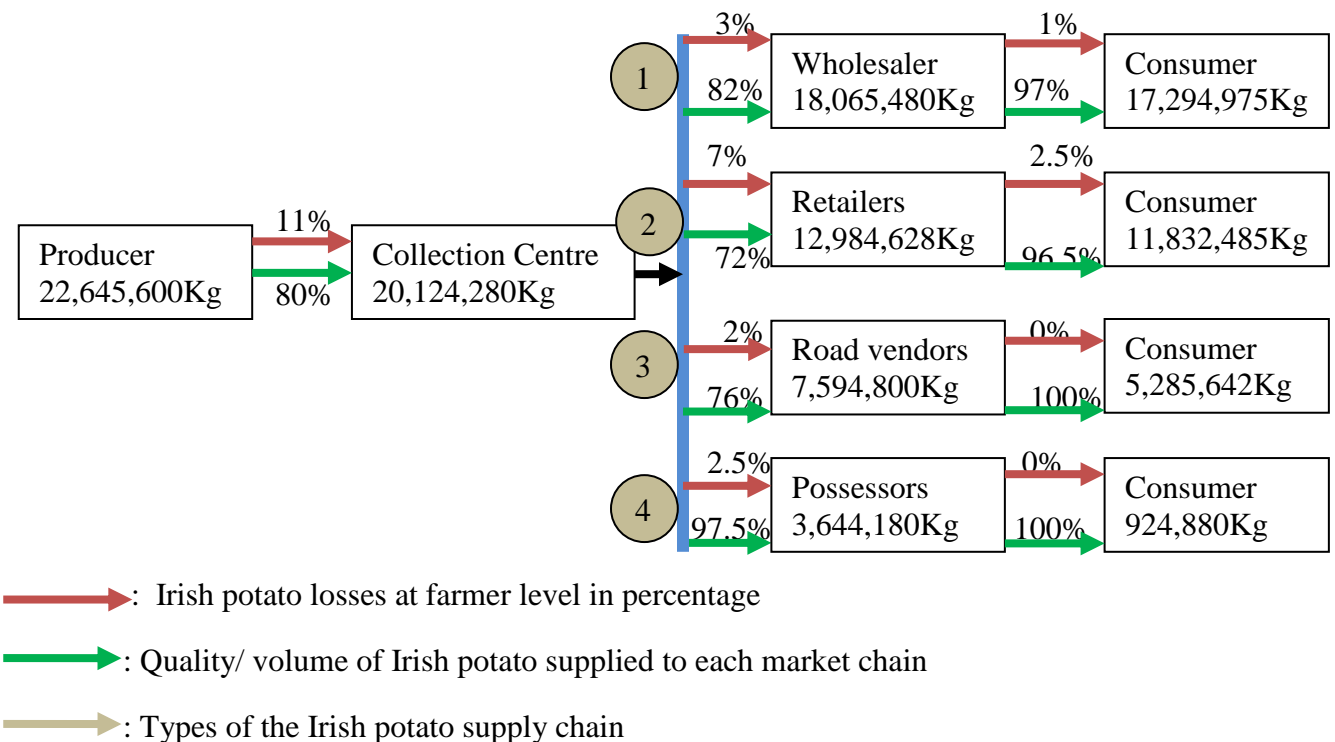 Producer
22,645,600Kg
11%
80%
Collection Centre
20,124,280Kg
1
3%
82%
Wholesaler
18,065,480Kg
1%
97%
Consumer
17,294,975Kg
2
7%
72%
Retailers
12,984,628Kg
2.5%
96.5%
Consumer
11,832,485Kg
3
2%
76%
Road vendors
7,594,800Kg
0%
100%
Consumer
5,285,642Kg
4
2.5%
97.5%
Possessors
3,644,180Kg
0%
100%
Consumer
924,880Kg
: Irish potato losses at farmer level in percentage
: Quality/ volume of Irish potato supplied to each market chain
: Types of the Irish potato supply chain